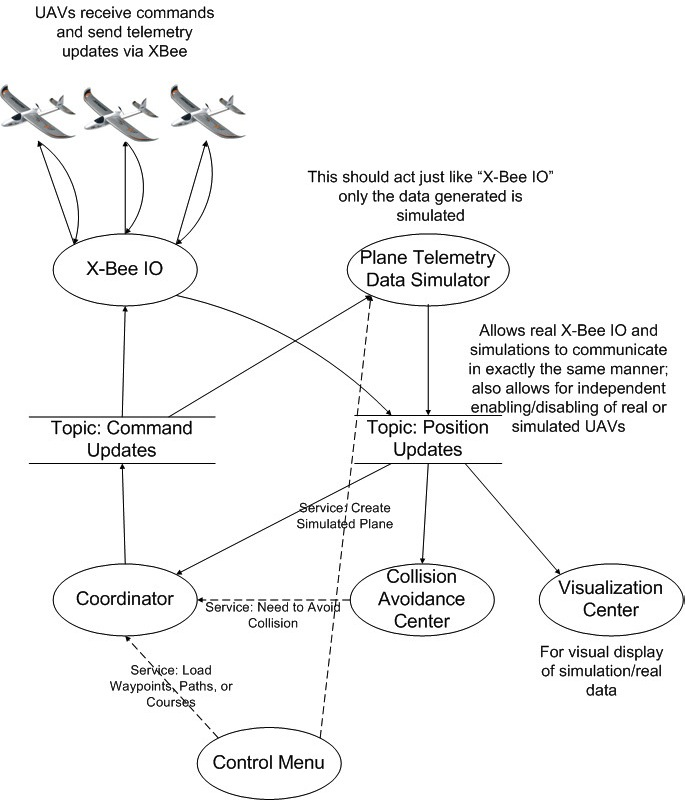 UAVs receive commands
and send telemetry
updates via XBee
This should act just like “X-Bee IO”
only the data generated is
simulated
X-Bee IO
Plane Telemetry
Data Simulator
Allows real X-Bee IO and
simulations to communicate
in exactly the same manner;
also allows for independent
enabling/disabling of real or
simulated UAVs
Topic: Command
Updates
Topic: Position
Updates
Service: Create
Simulated Plane
Coordinator
Service: Need to Avoid
Collision
Collision
Avoidance
Center
Visualization
Center
For visual display
of simulation/real
data
Service: Load
Waypoints, Paths, or
Courses
Control Menu